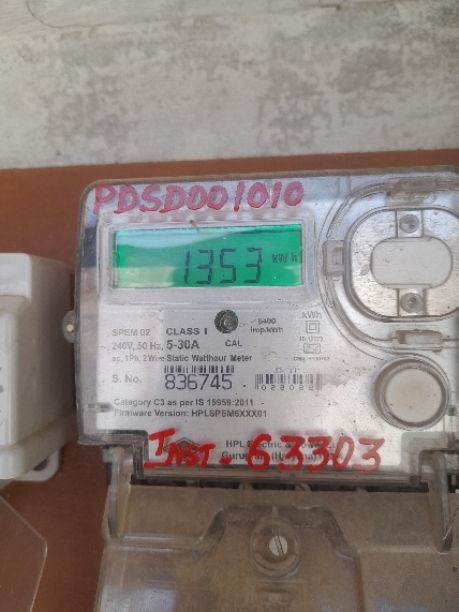 PDSD001010
1353 kWh
6400
imp/kWh
kWh
SPEM 02 CLASS I
240V, 50 Hz, 5-30A CAL
ac, 1Ph, 2Wire Static Watthour Meter
S. No. 836745
Category C3 as per IS 15959:2011
Firmware Version: HPLSPEM6XXX01
HPL Electric &
INST - 63303